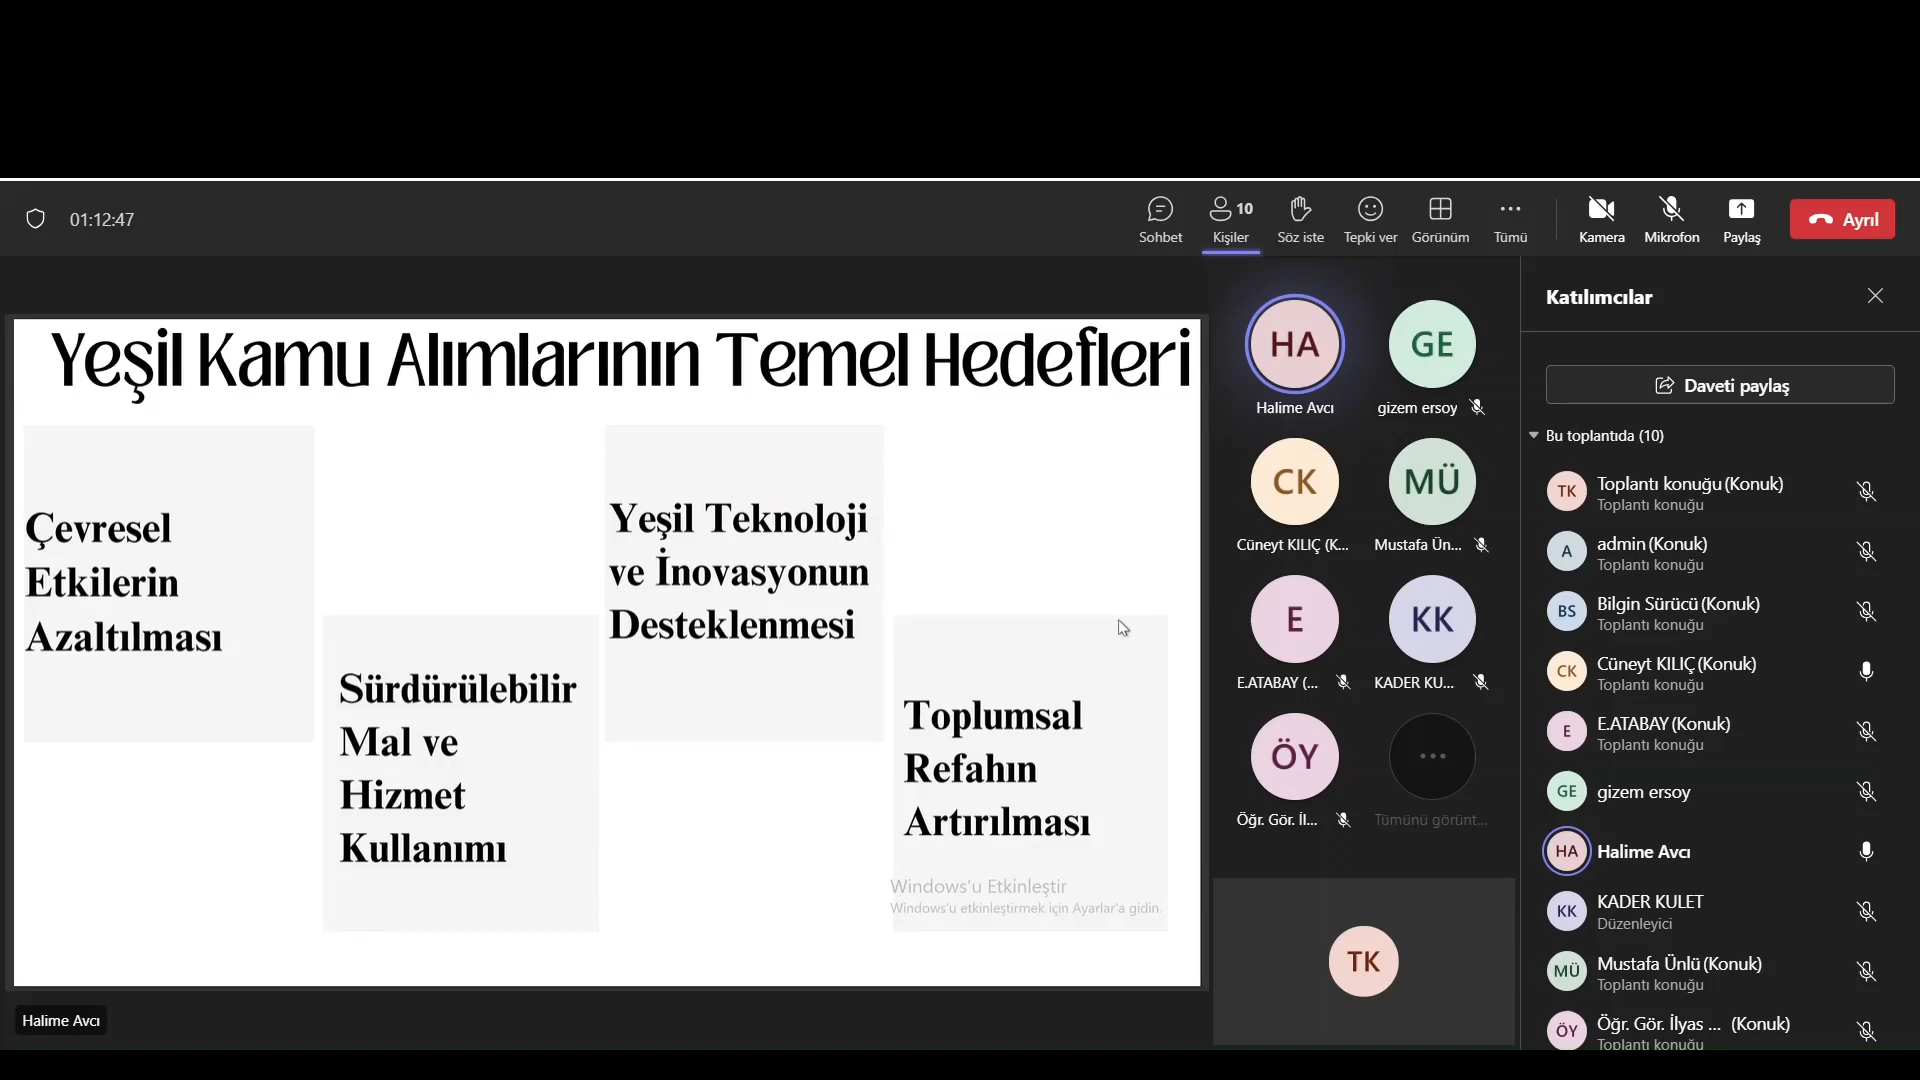 01:12:47
Sohbet
10
Kişiler
Söz iste
Tepki ver
Görünüm
Tümü
Kamera
Mikrofon
Paylaş
Ayrıl
Yeşil Kamu Alımlarının Temel Hedefleri
Çevresel
Etkilerin
Azaltılması
Sürdürülebilir
Mal ve
Hizmet
Kullanımı
Yeşil Teknoloji
ve İnovasyonun
Desteklenmesi
Toplumsal
Refahın
Artırılması
Windows'u Etkinleştir
Windows'u etkinleştirmek için Ayarlar'a gidin.
Halime Avcı
HA
Halime Avcı
GE
gizem ersoy
CK
Cüneyt KILIÇ (K...
MÜ
Mustafa Ün...
E
E.ATABAY (...
KK
KADER KU...
ÖY
Öğr. Gör. İl...
Tümünü görünt...
TK
Katılımcılar
Daveti paylaş
Bu toplantıda (10)
TK
Toplantı konuğu (Konuk)
Toplantı konuğu
A
admin (Konuk)
Toplantı konuğu
BS
Bilgin Sürücü (Konuk)
Toplantı konuğu
CK
Cüneyt KILIÇ (Konuk)
Toplantı konuğu
E
E.ATABAY (Konuk)
Toplantı konuğu
GE
gizem ersoy
HA
Halime Avcı
KK
KADER KULET
Düzenleyici
MÜ
Mustafa Ünlü (Konuk)
Toplantı konuğu
ÖY
Öğr. Gör. İlyas ... (Konuk)
Toplantı konuğu